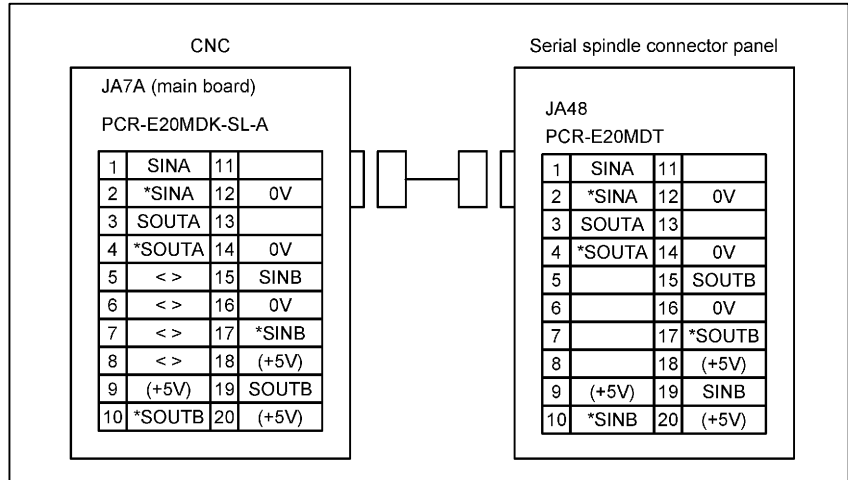 CNC
Serial spindle connector panel
JA7A (main board)
PCR-E20MDK-SL-A
1 SINA 11
2 *SINA 12 0V
3 SOUTA 13
4 *SOUTA 14 0V
5 < > 15 SINB
6 < > 16 0V
7 < > 17 *SINB
8 < > 18 (+5V)
9 (+5V) 19 SOUTB
10 *SOUTB 20 (+5V)
JA48
PCR-E20MDT
1 SINA 11
2 *SINA 12 0V
3 SOUTA 13
4 *SOUTA 14 0V
5 15 SOUTB
6 16 0V
7 17 *SOUTB
8 18 (+5V)
9 (+5V) 19 SINB
10 *SINB 20 (+5V)